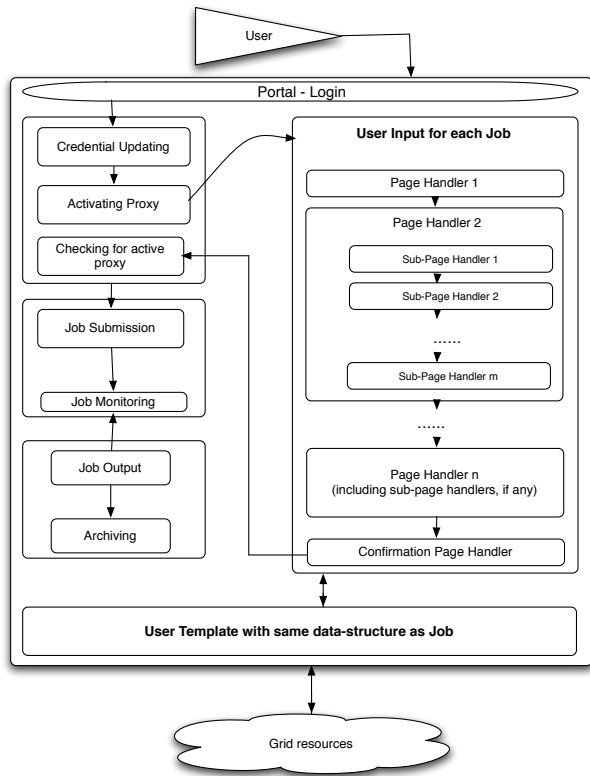 User
Portal - Login
Credential Updating
Activating Proxy
Checking for active
proxy
Job Submission
Job Monitoring
Job Output
Archiving
User Input for each Job
Page Handler 1
Page Handler 2
Sub-Page Handler 1
Sub-Page Handler 2
......
Sub-Page Handler m
......
Page Handler n
(including sub-page handlers, if any)
Confirmation Page Handler
User Template with same data-structure as Job
Grid resources